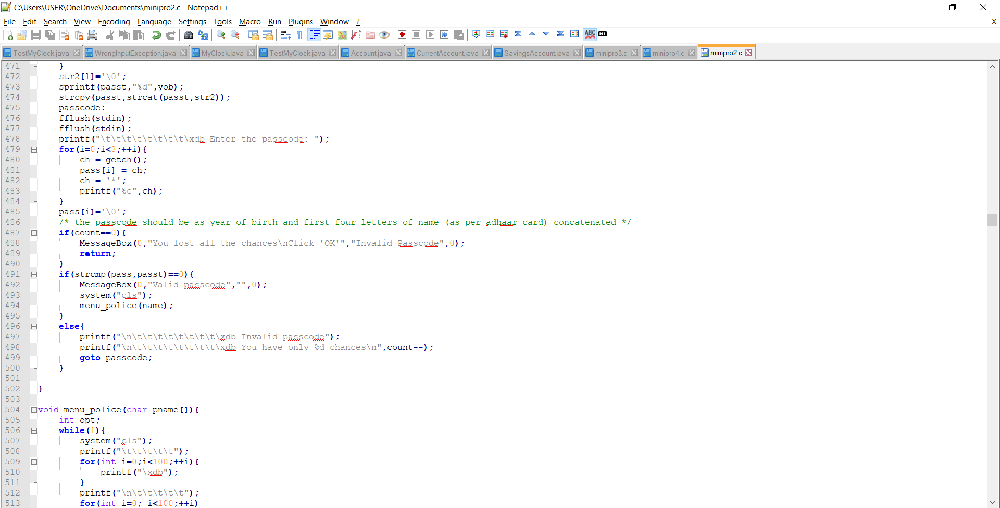 C:\Users\USER\OneDrive\Documents\minipro2.c - Notepad++
File Edit Search View Encoding Language Settings Tools Macro Run Plugins Window ? X
TestMyClock.java WrongInputException.java MyClock.java TestMyClock.java Account.java CurrentAccount.java SavingsAccount.java minipro3.c minipro4.c minipro2.c
471 }
472 str2[l]='\0';
473 sprintf(passt,"%d",yob);
474 strcpy(passt,strcat(passt,str2));
475 passcode:
476 fflush(stdin);
477 fflush(stdin);
478 printf("\t\t\t\t\t\t\t\t\xdb Enter the passcode: ");
479 for(i=0;i<8;++i){
480 ch = getch();
481 pass[i] = ch;
482 ch = '*';
483 printf("%c",ch);
484 }
485 pass[i]='\0';
486 /* the passcode should be as year of birth and first four letters of name (as per adhaar card) concatenated */
487 if(count==0){
488 MessageBox(0,"You lost all the chances\nClick 'OK'","Invalid Passcode",0);
489 return;
490 }
491 if(strcmp(pass,passt)==0){
492 MessageBox(0,"Valid passcode","",0);
493 system("cls");
494 menu_police(name);
495 }
496 else{
497 printf("\n\t\t\t\t\t\t\t\t\xdb Invalid passcode");
498 printf("\n\t\t\t\t\t\t\t\t\xdb You have only %d chances\n",count--);
499 goto passcode;
500 }
501
502 }
503
504 void menu_police(char pname[]){
505 int opt;
506 while(1){
507 system("cls");
508 printf("\t\t\t\t\t");
509 for(int i=0;i<100;++i){
510 printf("\xdb");
511 }
512 printf("\n\t\t\t\t\t");
513 for(int i=0; i<100;++i)